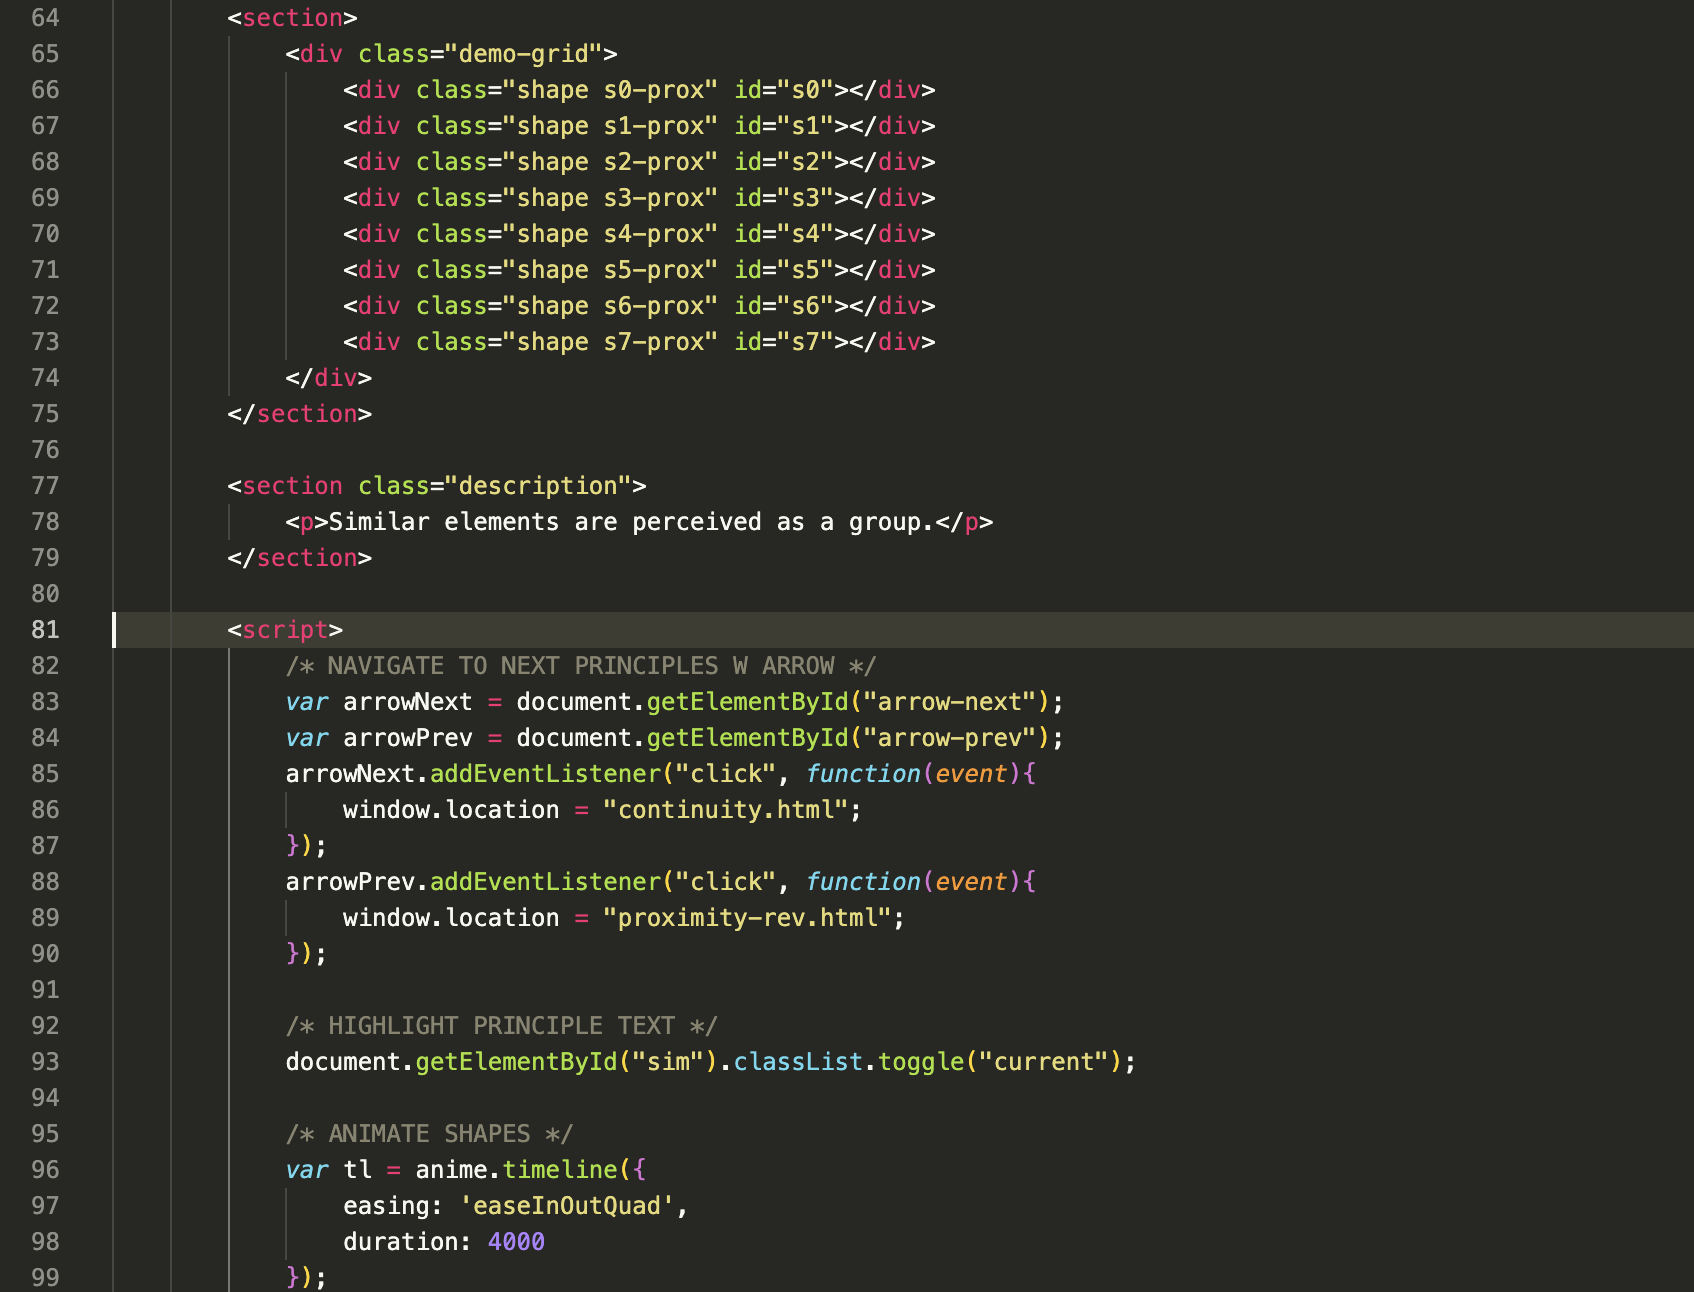 64 <section>
65 <div class="demo-grid">
66 <div class="shape s0-prox" id="s0"></div>
67 <div class="shape s1-prox" id="s1"></div>
68 <div class="shape s2-prox" id="s2"></div>
69 <div class="shape s3-prox" id="s3"></div>
70 <div class="shape s4-prox" id="s4"></div>
71 <div class="shape s5-prox" id="s5"></div>
72 <div class="shape s6-prox" id="s6"></div>
73 <div class="shape s7-prox" id="s7"></div>
74 </div>
75 </section>
76
77 <section class="description">
78 <p>Similar elements are perceived as a group.</p>
79 </section>
80
81 <script>
82 /* NAVIGATE TO NEXT PRINCIPLES W ARROW */
83 var arrowNext = document.getElementById("arrow-next");
84 var arrowPrev = document.getElementById("arrow-prev");
85 arrowNext.addEventListener("click", function(event){
86 window.location = "continuity.html";
87 });
88 arrowPrev.addEventListener("click", function(event){
89 window.location = "proximity-rev.html";
90 });
91
92 /* HIGHLIGHT PRINCIPLE TEXT */
93 document.getElementById("sim").classList.toggle("current");
94
95 /* ANIMATE SHAPES */
96 var tl = anime.timeline({
97 easing: 'easeInOutQuad',
98 duration: 4000
99 });